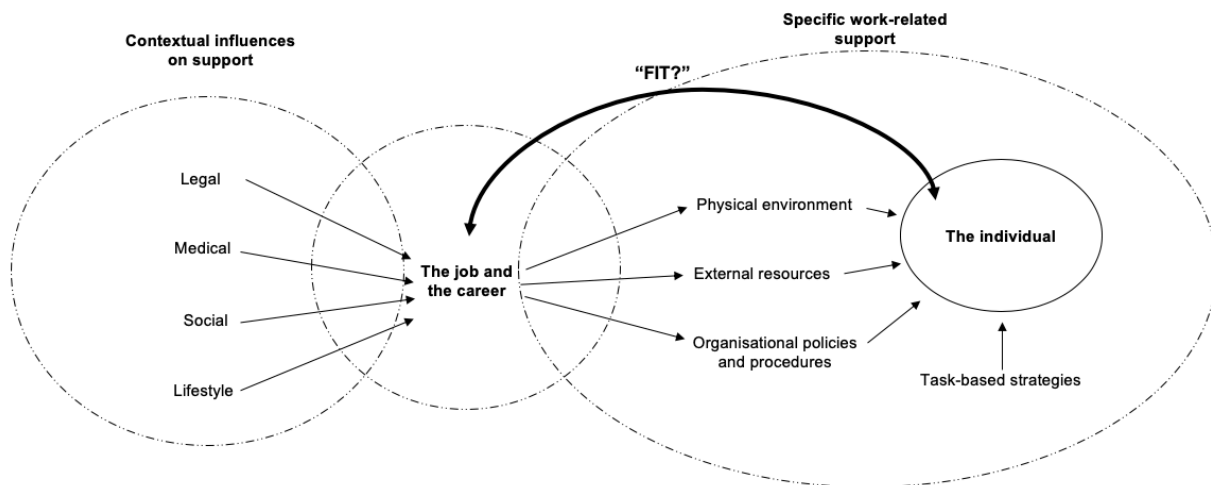 Contextual influences
on support
Specific work-related
support
“FIT?”
Legal
Medical
Social
Lifestyle
The job and
the career
Physical environment
External resources
Organisational policies
and procedures
The individual
Task-based strategies